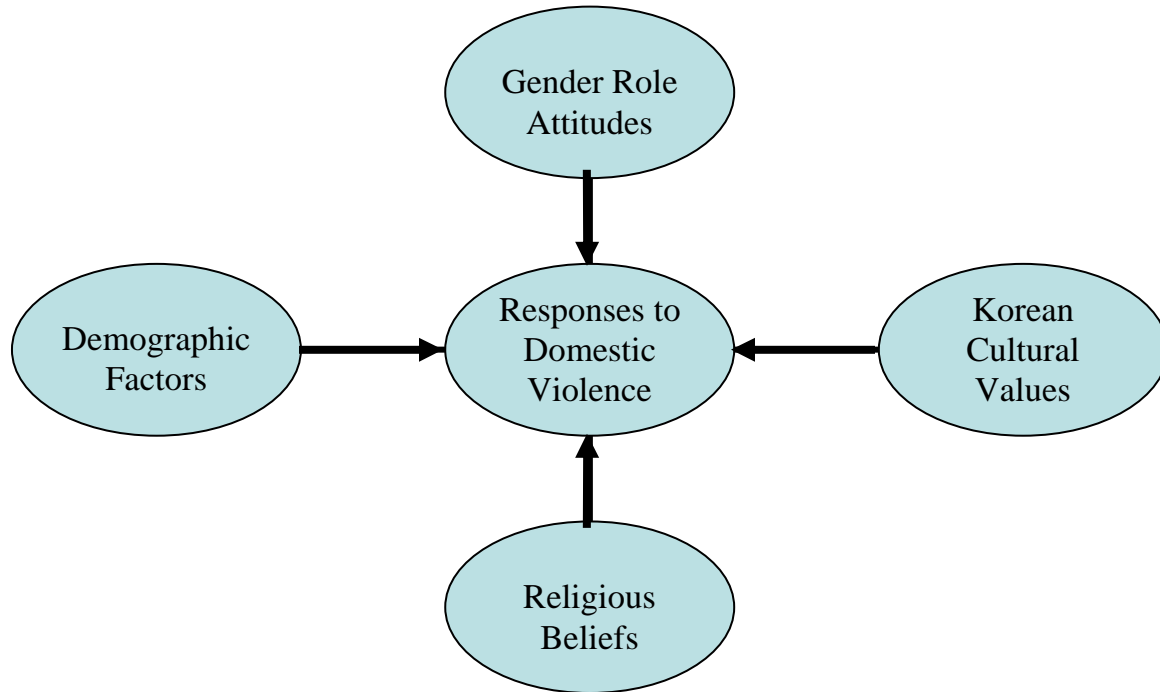 Gender Role
Attitudes
Demographic
Factors
Responses to
Domestic
Violence
Korean
Cultural
Values
Religious
Beliefs